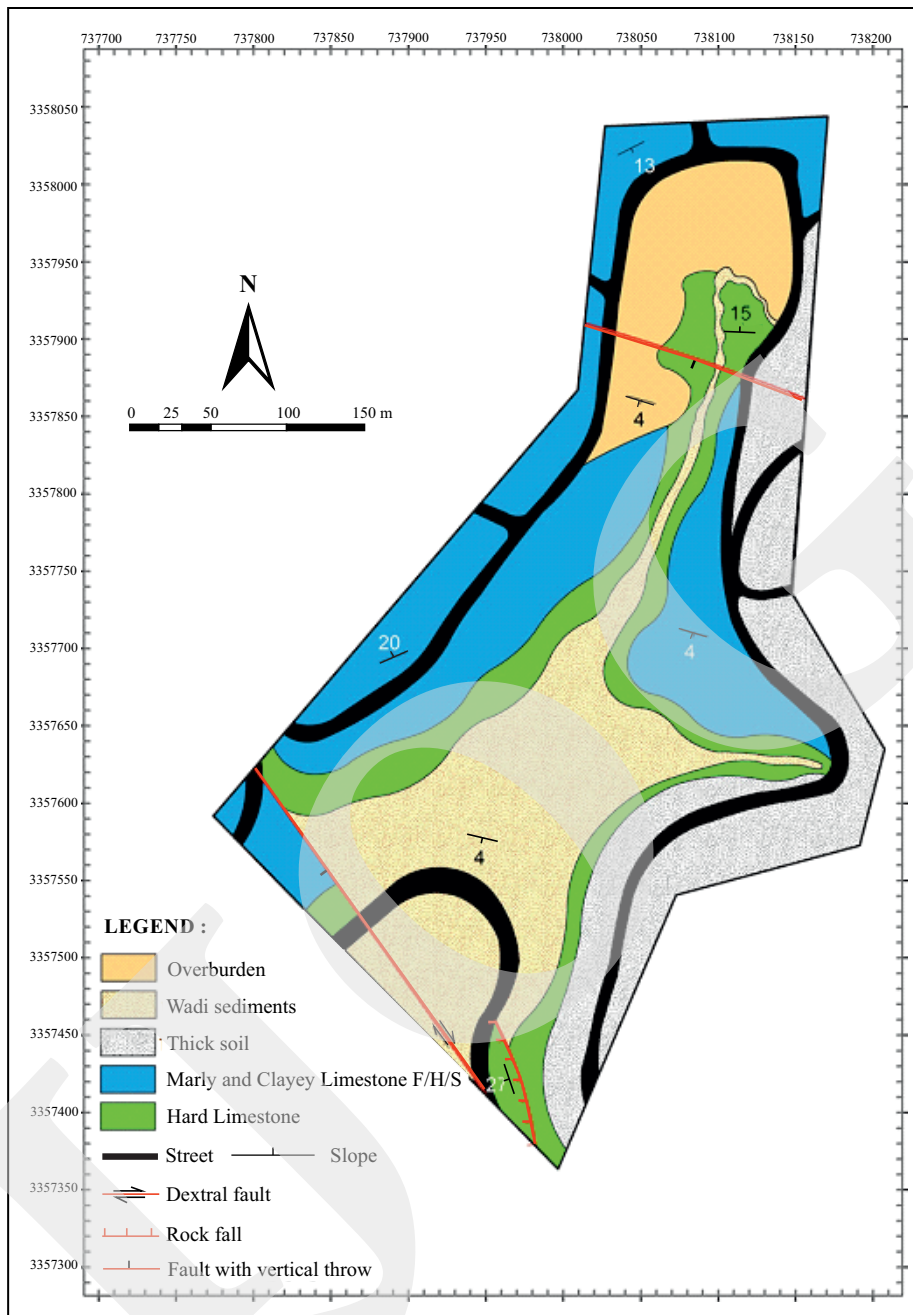 737700 737750 737800 737900 737950 738000 738050 738100 738150 738200
3358050
3358000
3357950
3357900
3357850
3357800
3357750
3357700
3357650
3357600
3357550
3357500
3357450
3357400
3357350
3357300
N
0 25 50 100 150 m
13
15
4
20
4
4
27
LEGEND :
Overburden
Wadi sediments
Thick soil
Marly and Clayey Limestone F/H/S
Hard Limestone
Street Slope
Dextral fault
Rock fall
Fault with vertical throw